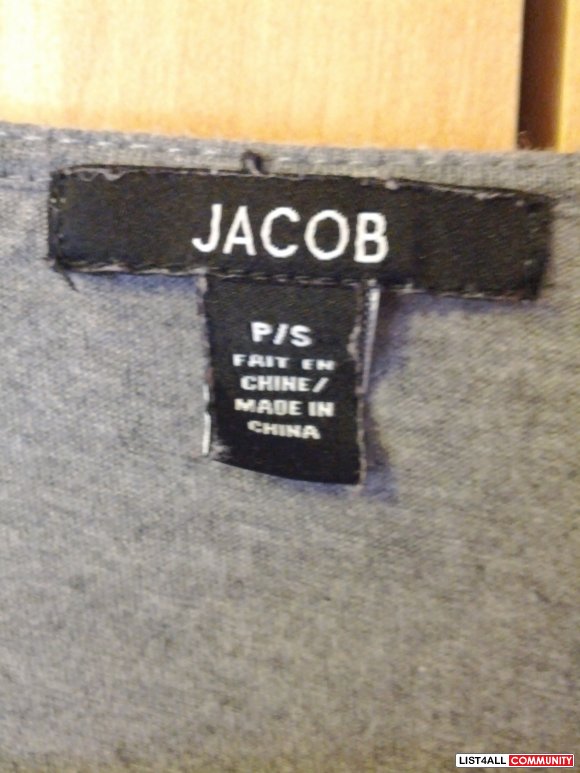 JACOB
P/S
FAIT EN
CHINE/
MADE IN
CHINA
LIST4ALL COMMUNITY